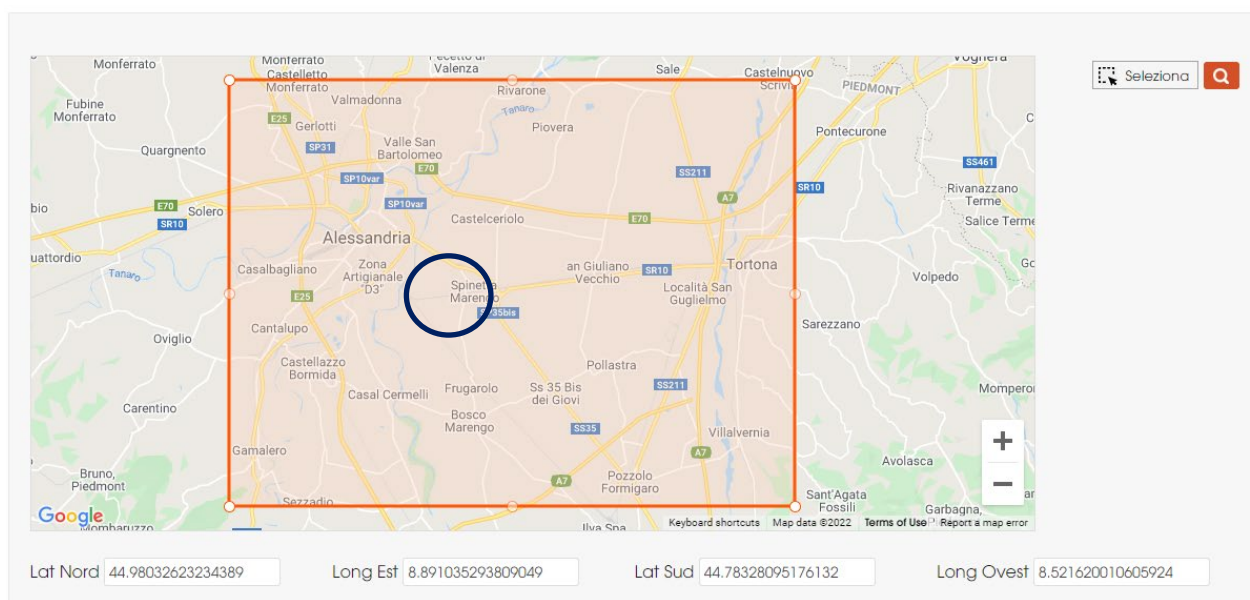 Monferrato
Monferrato
Castelletto
Monferrato
Valenza
Sale
Castelnuovo
Scrivia
Voghera
PIEDMONT
Seleziona
Fubine
Monferrato
Valmadonna
Rivarone
Tanaro
E25
Gerlotti
Piovera
Pontecurone
Quargnento
SP31
Valle San
Bartolomeo
E70
SS211
SS461
SP10var
SR10
Rivanazzano
Terme
bio
E70
Solero
SP10var
A7
SR10
Castelceriolo
E70
Salice Terme
Alessandria
uattordio
Tanaro
Casalbagliano
Zona
Artigianale
"D3"
an Giuliano
Vecchio
SR10
Tortona
Go
Volpedo
E25
Spinetta
Marengo
Località San
Guglielmo
35bis
Cantalupo
Sarezzano
Oviglio
Castellazzo
Bormida
Pollastra
Casal Cermelli
Frugarolo
Ss 35 Bis
dei Giovi
SS211
Momperon
Carentino
Bosco
Marengo
SS35
Villalvernia
Gamalero
A7
Avolasca
Bruno,
Piedmont
A7
Pozzolo
Formigaro
Sezzadio
Sant'Agata
Fossili
Garbagna,
Google
Mombaruzzo
Ilva Spa
Keyboard shortcuts Map data ©2022 Terms of Use Report a map error
Lat Nord 44.98032623234389 Long Est 8.891035293809049 Lat Sud 44.78328095176132 Long Ovest 8.521620010605924